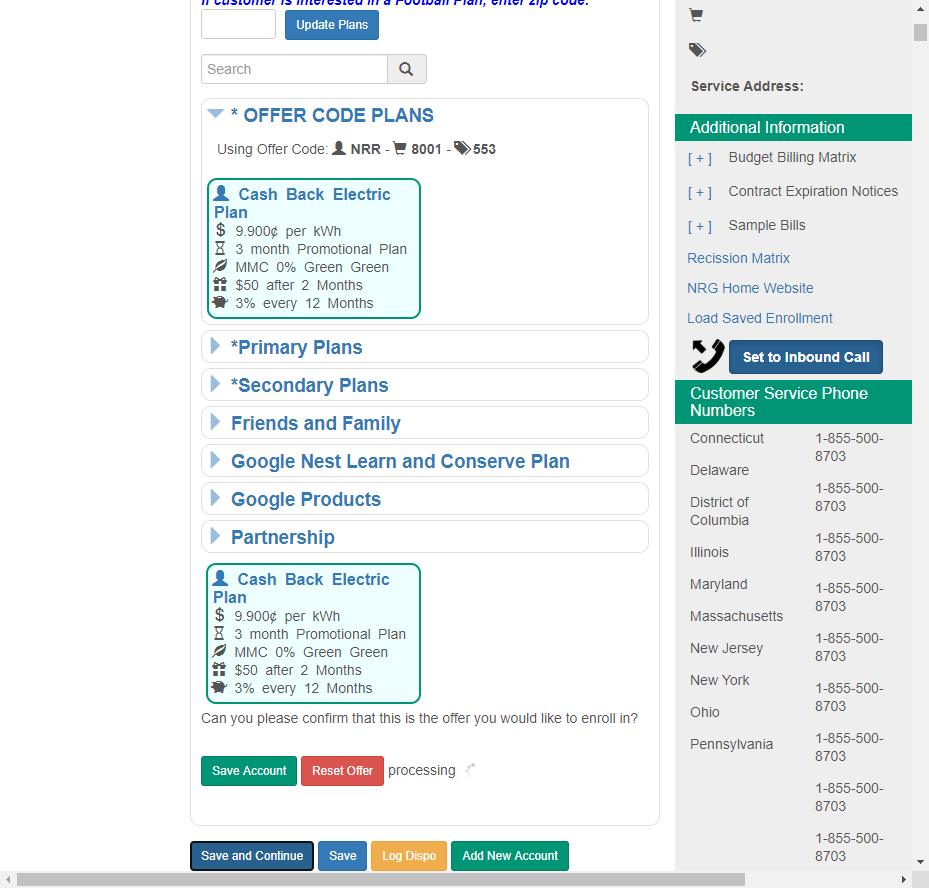 If customer is interested in a Football Plan, enter zip code:
Update Plans
Search
* OFFER CODE PLANS
Using Offer Code: NRR - 8001 - 553
Cash Back Electric
Plan
$ 9.900¢ per kWh
3 month Promotional Plan
MMC 0% Green Green
$50 after 2 Months
3% every 12 Months
*Primary Plans
*Secondary Plans
Friends and Family
Google Nest Learn and Conserve Plan
Google Products
Partnership
Cash Back Electric
Plan
$ 9.900¢ per kWh
3 month Promotional Plan
MMC 0% Green Green
$50 after 2 Months
3% every 12 Months
Can you please confirm that this is the offer you would like to enroll in?
Save Account Reset Offer processing
Save and Continue Save Log Dispo Add New Account
Service Address:
Additional Information
[+] Budget Billing Matrix
[+] Contract Expiration Notices
[+] Sample Bills
Recission Matrix
NRG Home Website
Load Saved Enrollment
Set to Inbound Call
Customer Service Phone
Numbers
Connecticut
Delaware
District of
Columbia
Illinois
Maryland
Massachusetts
New Jersey
New York
Ohio
Pennsylvania
1-855-500-
8703
1-855-500-
8703
1-855-500-
8703
1-855-500-
8703
1-855-500-
8703
1-855-500-
8703
1-855-500-
8703
1-855-500-
8703
1-855-500-
8703